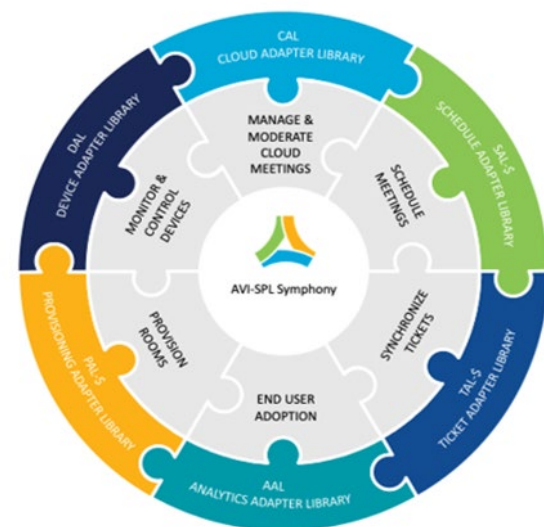 CAL
CLOUD ADAPTER LIBRARY
SAL-S
SCHEDULE ADAPTER LIBRARY
TAL-S
TICKET ADAPTER LIBRARY
AAL
ANALYTICS ADAPTER LIBRARY
PAL-S
PROVISIONING ADAPTER LIBRARY
DAL
DEVICE ADAPTER LIBRARY
MANAGE &
MODERATE
CLOUD
MEETINGS
SCHEDULE
MEETINGS
SYNCHRONIZE
TICKETS
END USER
ADOPTION
PROVISION
ROOMS
MONITOR &
CONTROL
DEVICES
AVI-SPL Symphony